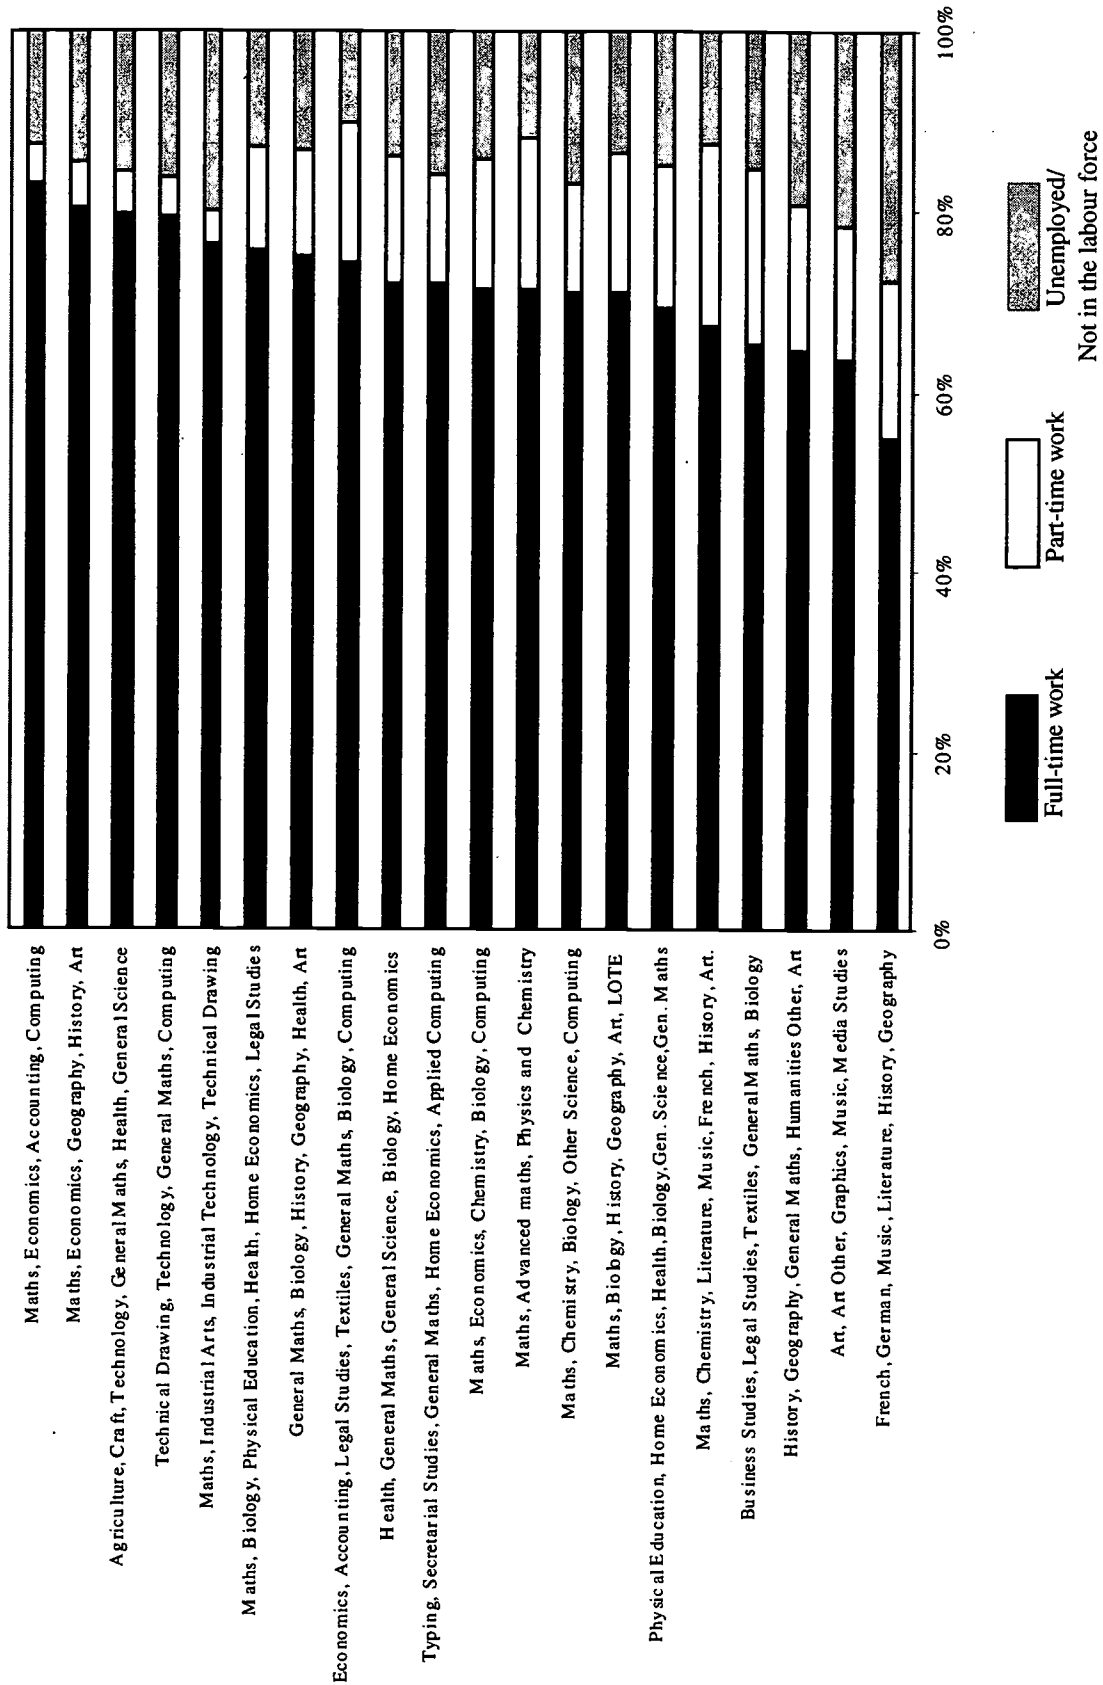 Maths, Economics, Accounting, Computing
Maths, Economics, Geography, History, Art
Agriculture, Craft, Technology, General Maths, Health, General Science
Technical Drawing, Technology, General Maths, Computing
Maths, Industrial Arts, Industrial Technology, Technical Drawing
Maths, Biology, Physical Education, Health, Home Economics, Legal Studies
General Maths, Biology, History, Geography, Health, Art
Economics, Accounting, Legal Studies, Textiles, General Maths, Biology, Computing
Health, General Maths, General Science, Biology, Home Economics
Typing, Secretarial Studies, General Maths, Home Economics, Applied Computing
Maths, Economics, Chemistry, Biology, Computing
Maths, Advanced maths, Physics and Chemistry
Maths, Chemistry, Biology, Other Science, Computing
Maths, Biology, History, Geography, Art, LOTE
Physical Education, Home Economics, Health, Biology, Gen. Science, Gen. Maths
Maths, Chemistry, Literature, Music, French, History, Art.
Business Studies, Legal Studies, Textiles, General Maths, Biology
History, Geography, General Maths, Humanities Other, Art
Art, Art Other, Graphics, Music, Media Studies
French, German, Music, Literature, History, Geography
0% 20% 40% 60% 80% 100%
Full-time work Part-time work Unemployed/
Not in the labour force